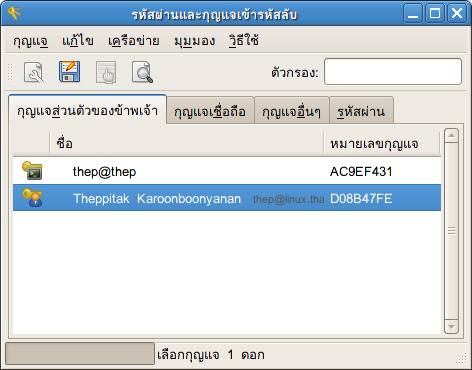 รหัสผ่านและกุญแจเข้ารหัสลับ
กุญแจ แก้ไข เครือข่าย มุมมอง วิธีใช้
ตัวกรอง:
กุญแจส่วนตัวของข้าพเจ้า กุญแจเชื่อถือ กุญแจอื่นๆ รหัสผ่าน
ชื่อ หมายเลขกุญแจ
thep@thep AC9EF431
Theppitak Karoonboonyanan thep@linux.tha D08B47FE
เลือกกุญแจ 1 ดอก